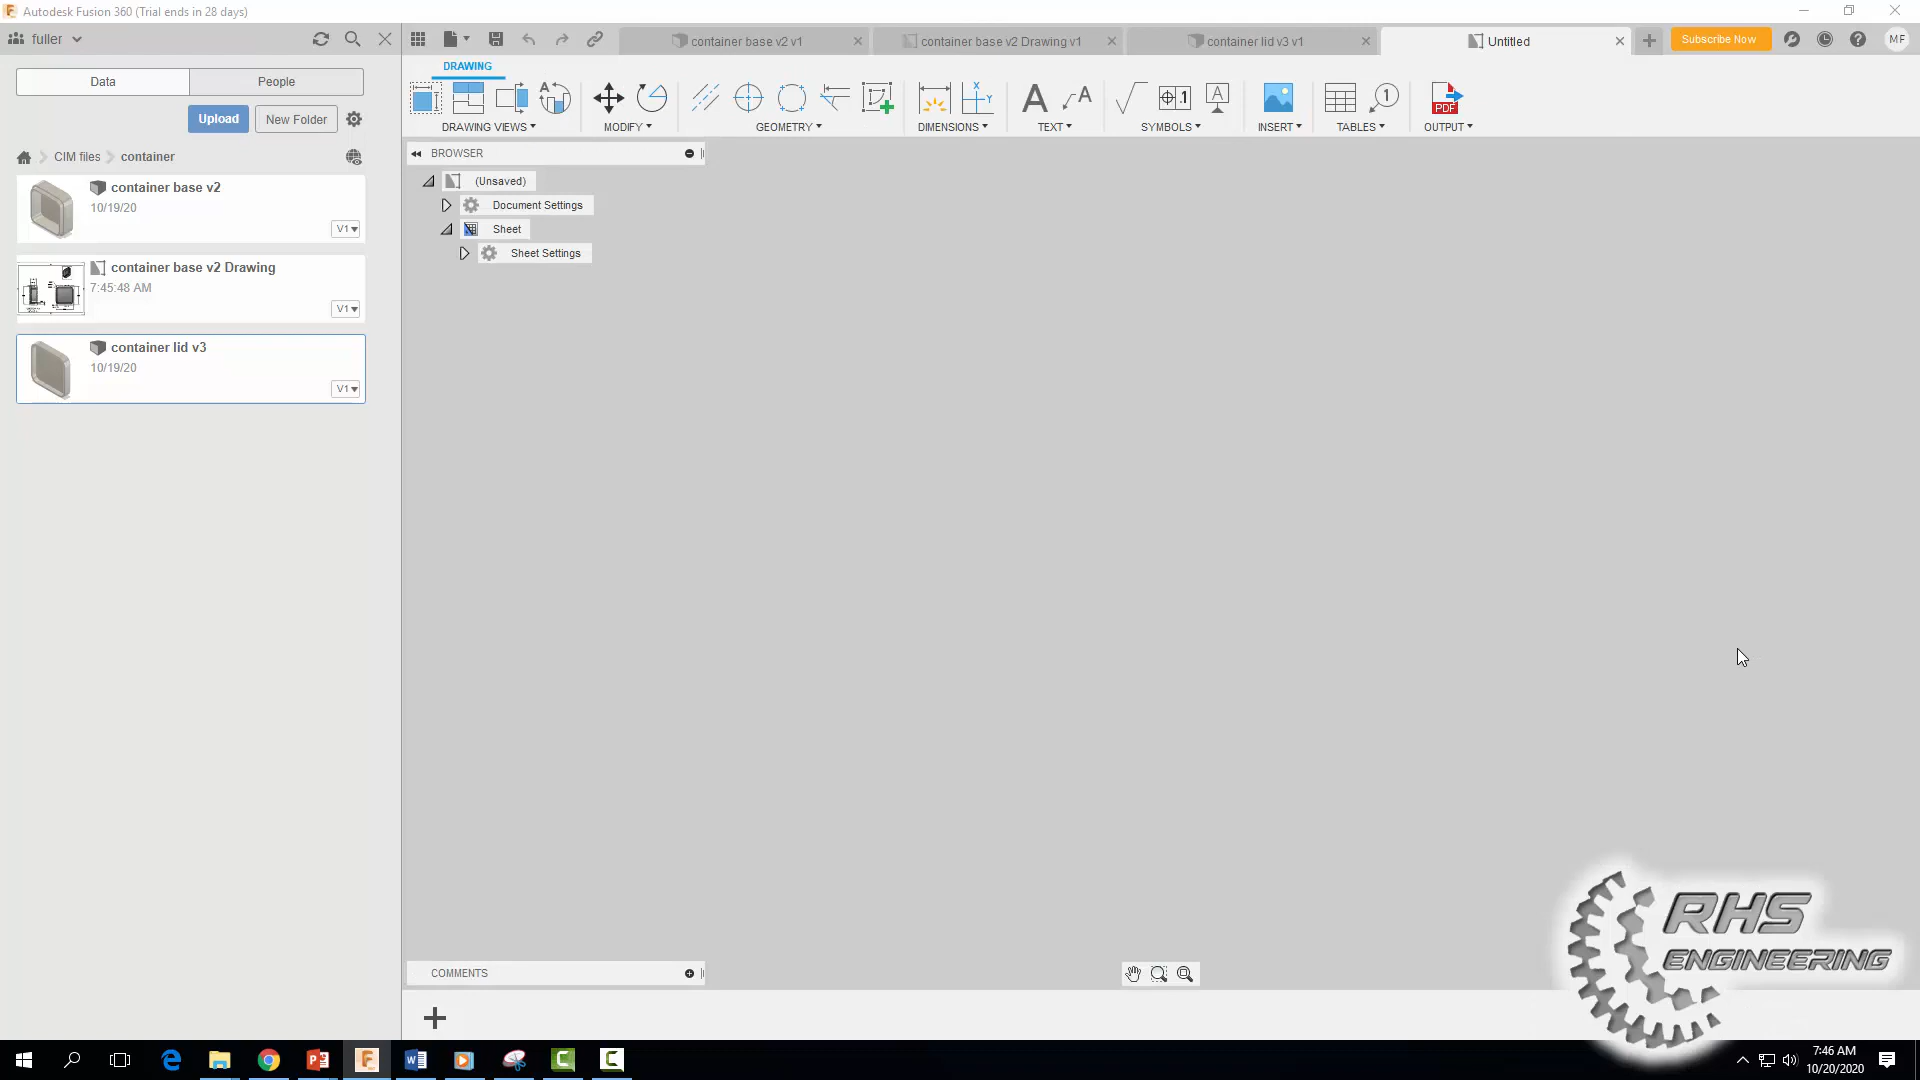 Autodesk Fusion 360 (Trial ends in 28 days)
fuller
container base v2 v1
container base v2 Drawing v1
container lid v3 v1
Untitled
Subscribe Now
MF
Data
People
DRAWING
Upload
New Folder
DRAWING VIEWS
MODIFY
GEOMETRY
DIMENSIONS
TEXT
SYMBOLS
INSERT
TABLES
OUTPUT
CIM files
container
BROWSER
(Unsaved)
Document Settings
Sheet
Sheet Settings
container base v2
10/19/20
V1
container base v2 Drawing
7:45:48 AM
V1
container lid v3
10/19/20
V1
COMMENTS
RHS
ENGINEERING
7:46 AM
10/20/2020